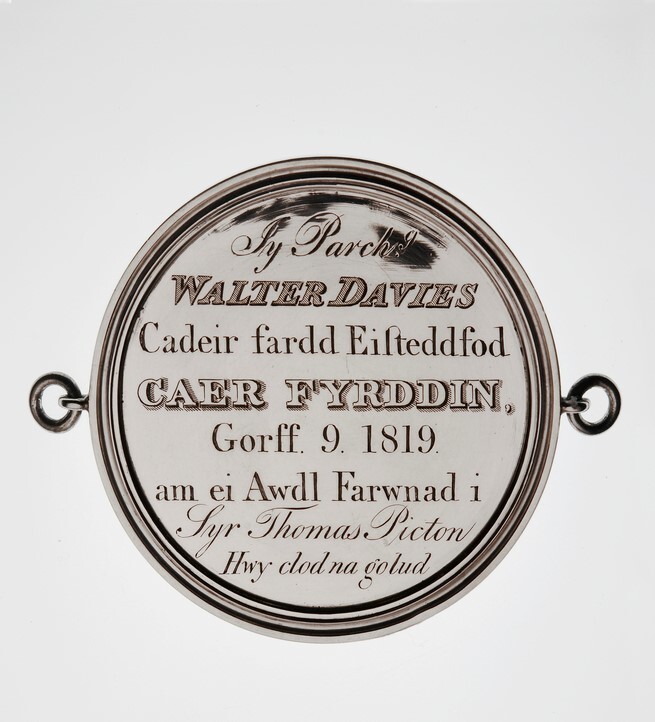 Iy Parchg
WALTER DAVIES
Cadeir fardd Eiſteddfod
CAER FYRDDIN,
Gorff. 9. 1819.
am ei Awdl Farwnad i
Syr Thomas Picton
Hwy clod na golud